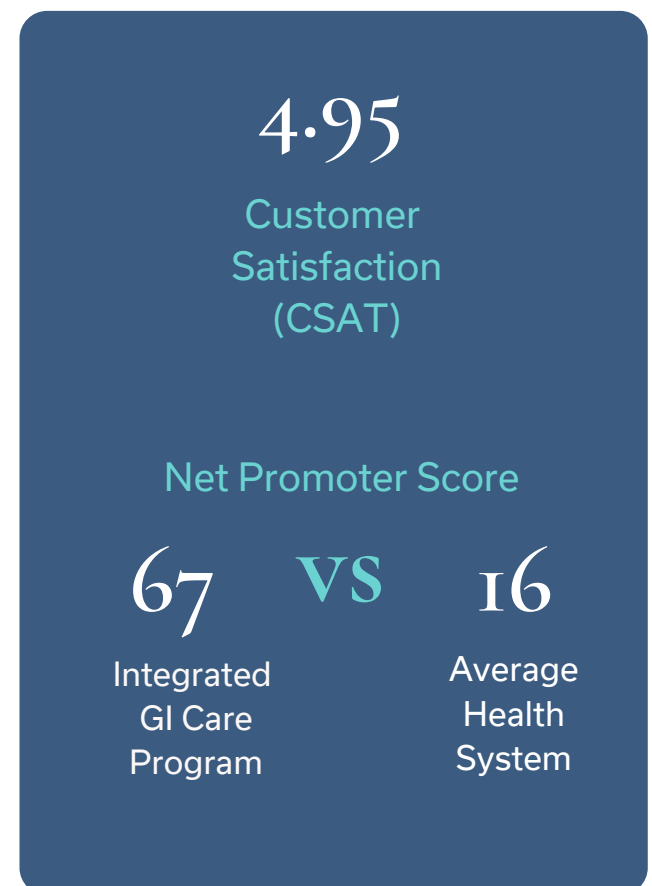 4.95
Customer
Satisfaction
(CSAT)
Net Promoter Score
67 vs 16
Integrated
GI Care
Program
Average
Health
System